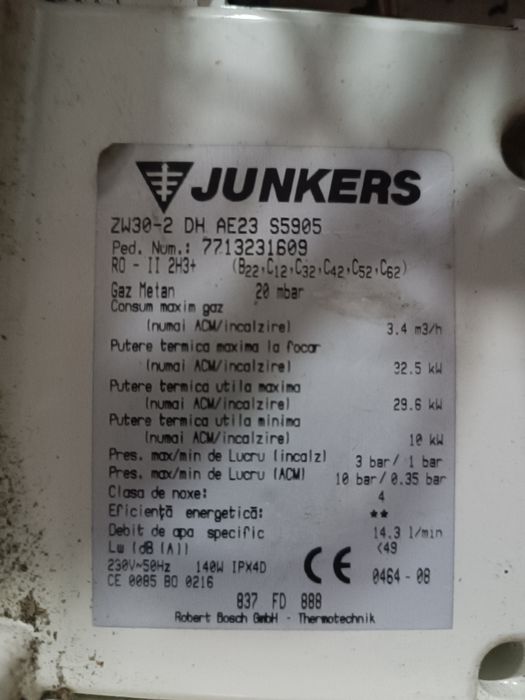 JUNKERS
ZW30-2 DH AE23 S5905
Ped. Num.: 7713231609
RO - II 2H3+ (B22,C12,C32,C42,C52,C62)
Gaz Metan 20 mbar
Consum maxim gaz
(numai ACM/incalzire) 3.4 m3/h
Putere termica maxima la focar
(numai ACM/incalzire) 32.5 kW
Putere termica utila maxima
(numai ACM/incalzire) 29.6 kW
Putere termica utila minima
(numai ACM/incalzire) 10 kW
Pres. max/min de Lucru (incalz) 3 bar/ 1 bar
Pres. max/min de Lucru (ACM) 10 bar/0.35 bar
Clasa de noxe: 4
Eficienţă energetică: **
Debit de apa specific 14.3 l/min
Lw (dB (A)) <49
230V~50Hz 140W IPX4D
CE 0085 BO 0216
CE 0464-08
837 FD 888
Robert Bosch GmbH - Thermotechnik